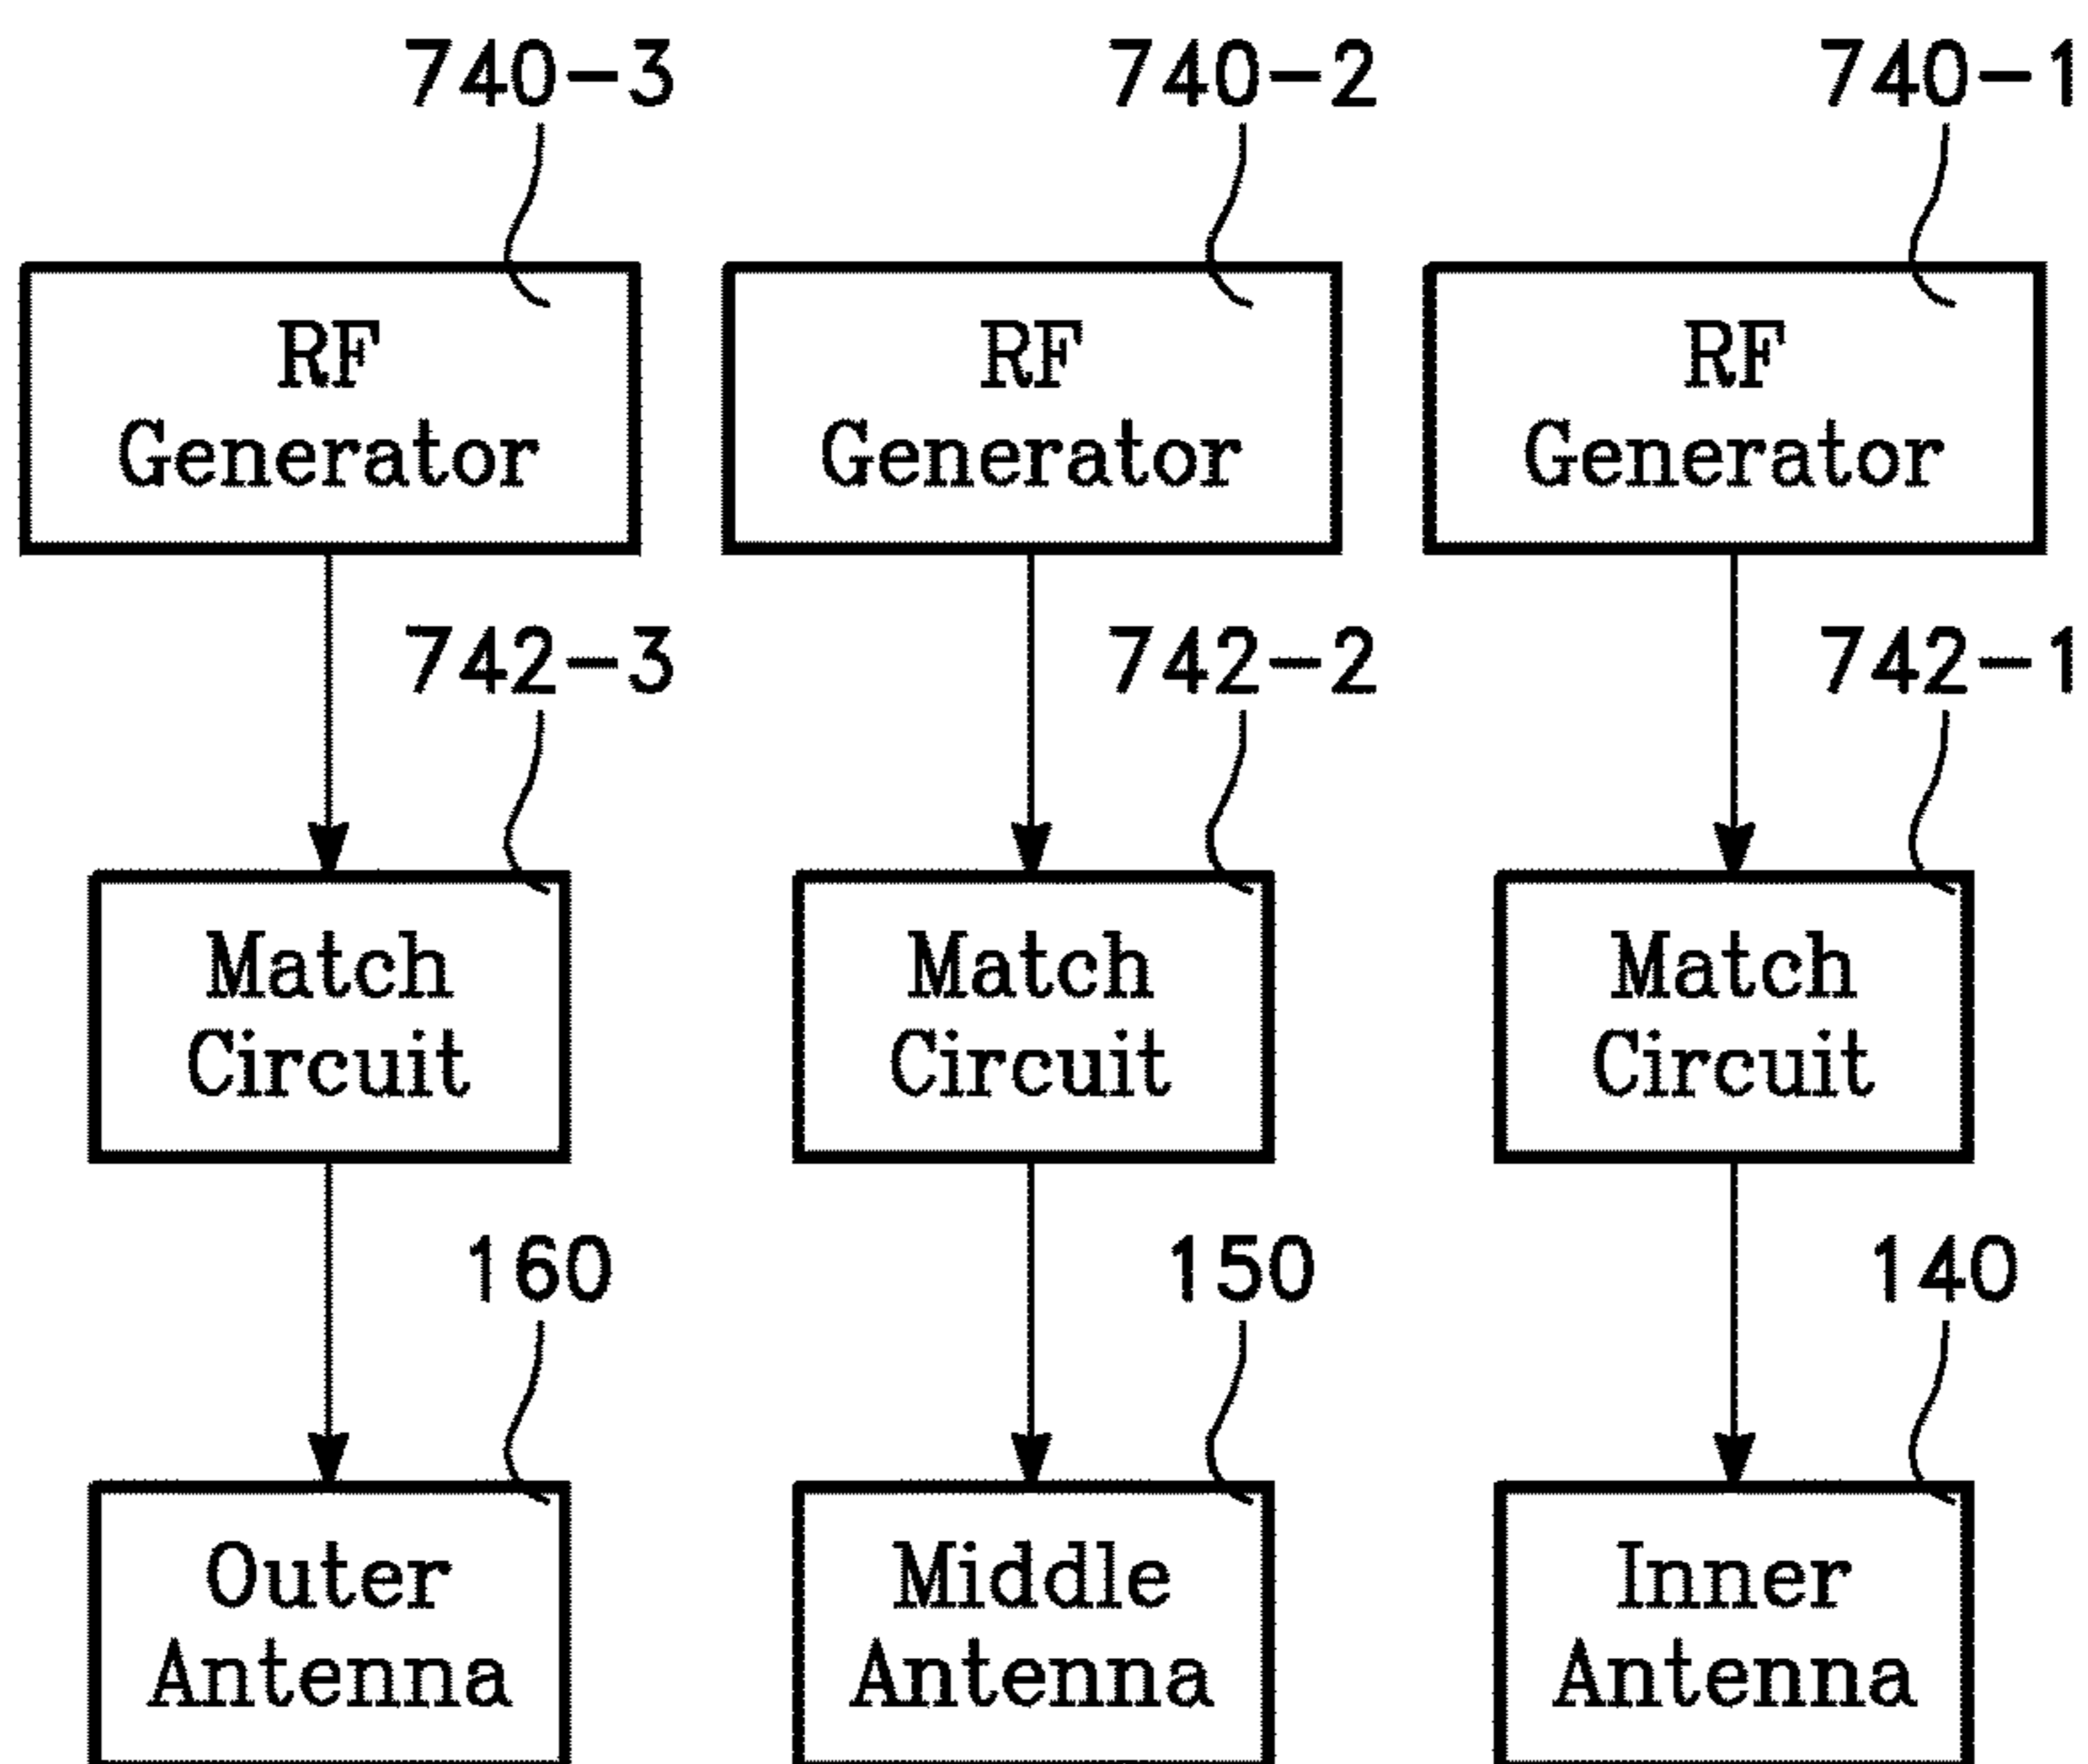 740-3 740-2 740-1
RF RF RF
Generator Generator Generator
742-3 742-2 742-1
Match Match Match
Circuit Circuit Circuit
160 150 140
Outer Middle Inner
Antenna Antenna Antenna